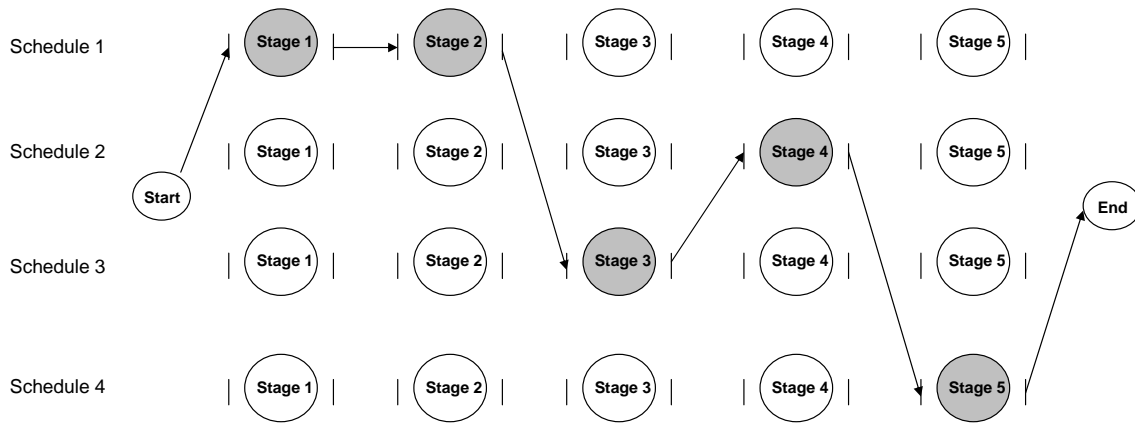 Schedule 1 Stage 1 Stage 2 Stage 3 Stage 4 Stage 5
Schedule 2 Stage 1 Stage 2 Stage 3 Stage 4 Stage 5
Start
End
Schedule 3 Stage 1 Stage 2 Stage 3 Stage 4 Stage 5
Schedule 4 Stage 1 Stage 2 Stage 3 Stage 4 Stage 5